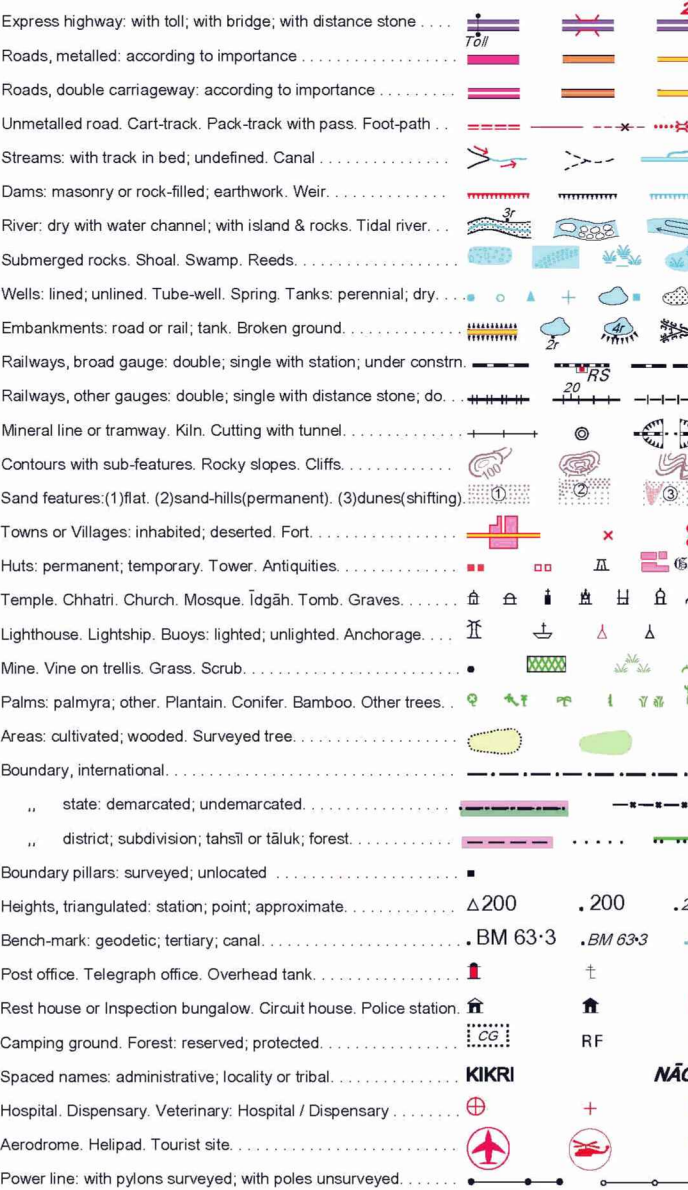 Express highway: with toll; with bridge; with distance stone . . . .
Toll
Roads, metalled: according to importance . . . . . . . . . . . . . . . . . .
Roads, double carriageway: according to importance . . . . . . . . .
Unmetalled road. Cart-track. Pack-track with pass. Foot-path . .
Streams: with track in bed; undefined. Canal . . . . . . . . . . . . . . .
Dams: masonry or rock-filled; earthwork. Weir. . . . . . . . . . . . . .
River: dry with water channel; with island & rocks. Tidal river. . . 3r
Submerged rocks. Shoal. Swamp. Reeds. . . . . . . . . . . . . . . . . .
Wells: lined; unlined. Tube-well. Spring. Tanks: perennial; dry. . .
Embankments: road or rail; tank. Broken ground. . . . . . . . . . . . . 2r 4r
Railways, broad gauge: double; single with station; under constrn. RS
Railways, other gauges: double; single with distance stone; do. . . 20
Mineral line or tramway. Kiln. Cutting with tunnel. . . . . . . . . . . . .
Contours with sub-features. Rocky slopes. Cliffs. . . . . . . . . . . . . 100
Sand features:(1)flat. (2)sand-hills(permanent). (3)dunes(shifting). 1 2 3
Towns or Villages: inhabited; deserted. Fort. . . . . . . . . . . . . . . . .
Huts: permanent; temporary. Tower. Antiquities. . . . . . . . . . . . . .
Temple. Chhatri. Church. Mosque. Īdgāh. Tomb. Graves. . . . . . .
Lighthouse. Lightship. Buoys: lighted; unlighted. Anchorage. . . .
Mine. Vine on trellis. Grass. Scrub. . . . . . . . . . . . . . . . . . . . . . . .
Palms: palmyra; other. Plantain. Conifer. Bamboo. Other trees. .
Areas: cultivated; wooded. Surveyed tree. . . . . . . . . . . . . . . . . .
Boundary, international. . . . . . . . . . . . . . . . . . . . . . . . . . . . . . . .
,, state: demarcated; undemarcated. . . . . . . . . . . . . . . . . .
,, district; subdivision; tahsīl or tāluk; forest. . . . . . . . . . . . .
Boundary pillars: surveyed; unlocated . . . . . . . . . . . . . . . . . . . . .
Heights, triangulated: station; point; approximate. . . . . . . . . . . . 200 .200
Bench-mark: geodetic; tertiary; canal. . . . . . . . . . . . . . . . . . . . . .BM 63·3 .BM 63·3
Post office. Telegraph office. Overhead tank. . . . . . . . . . . . . . . .
Rest house or Inspection bungalow. Circuit house. Police station.
Camping ground. Forest: reserved; protected. . . . . . . . . . . . . . . CG RF
Spaced names: administrative; locality or tribal. . . . . . . . . . . . . . KIKRI
Hospital. Dispensary. Veterinary: Hospital / Dispensary . . . . . . . .
Aerodrome. Helipad. Tourist site. . . . . . . . . . . . . . . . . . . . . . . . .
Power line: with pylons surveyed; with poles unsurveyed. . . . . . .